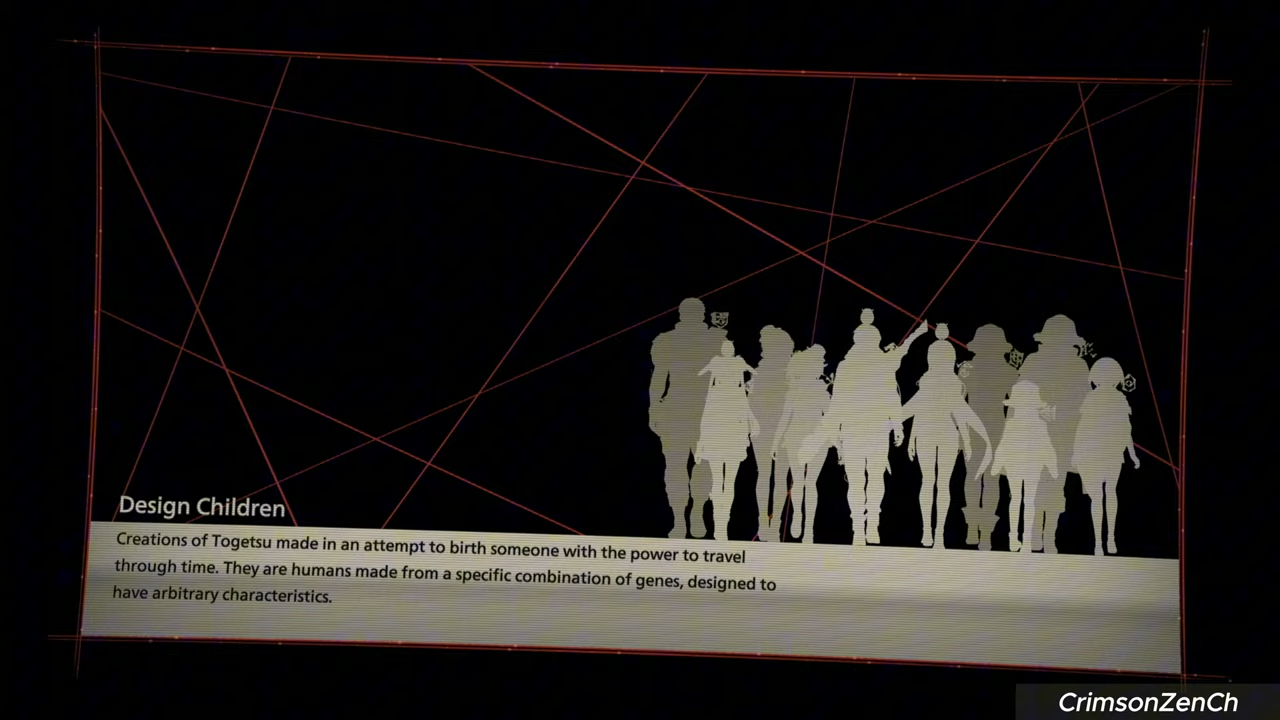 Design Children
Creations of Togetsu made in an attempt to birth someone with the power to travel
through time. They are humans made from a specific combination of genes, designed to
have arbitrary characteristics.
CrimsonZenCh